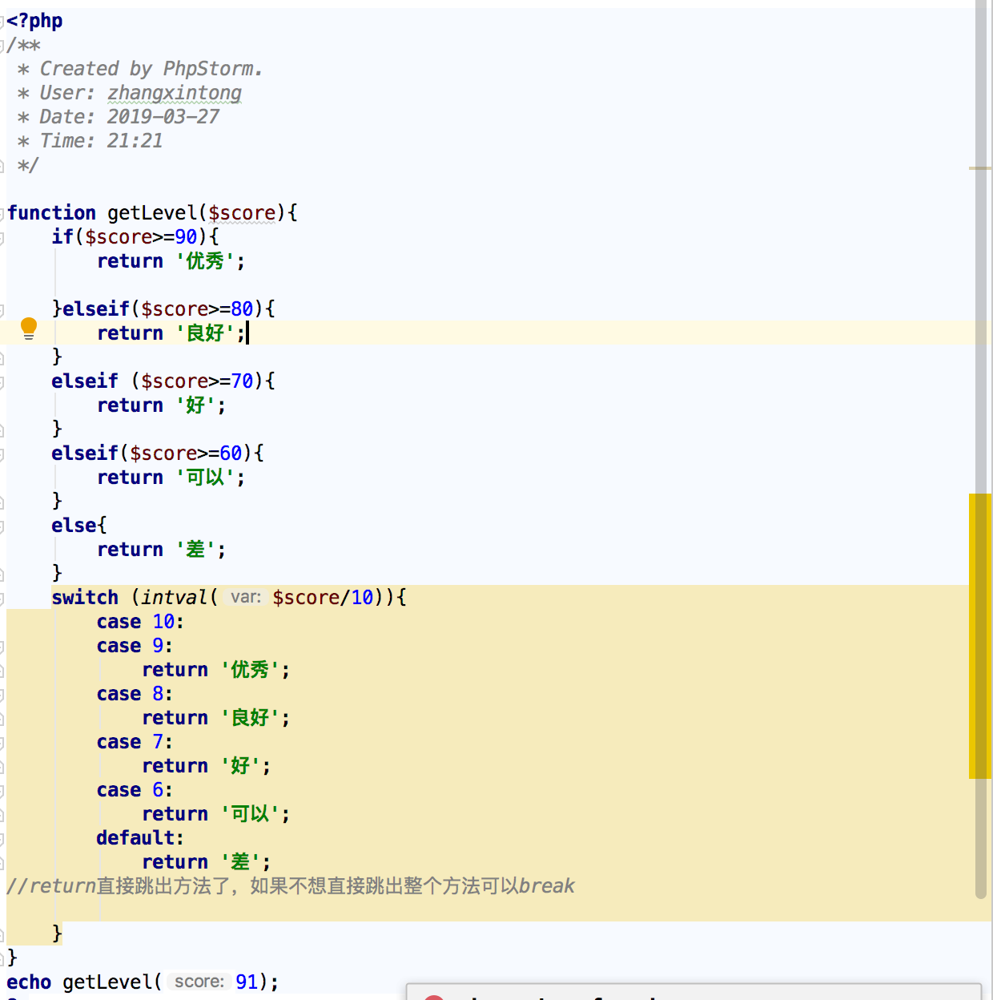 <?php
/**
 * Created by PhpStorm.
 * User: zhangxintong
 * Date: 2019-03-27
 * Time: 21:21
 */
function getLevel($score){
    if($score>=90){
        return '优秀';
    }elseif($score>=80){
        return '良好';
    }
    elseif ($score>=70){
        return '好';
    }
    elseif($score>=60){
        return '可以';
    }
    else{
        return '差';
    }
    switch (intval( var: $score/10)){
        case 10:
        case 9:
            return '优秀';
        case 8:
            return '良好';
        case 7:
            return '好';
        case 6:
            return '可以';
        default:
            return '差';
//return直接跳出方法了，如果不想直接跳出整个方法可以break
    }
}
echo getLevel( score: 91);